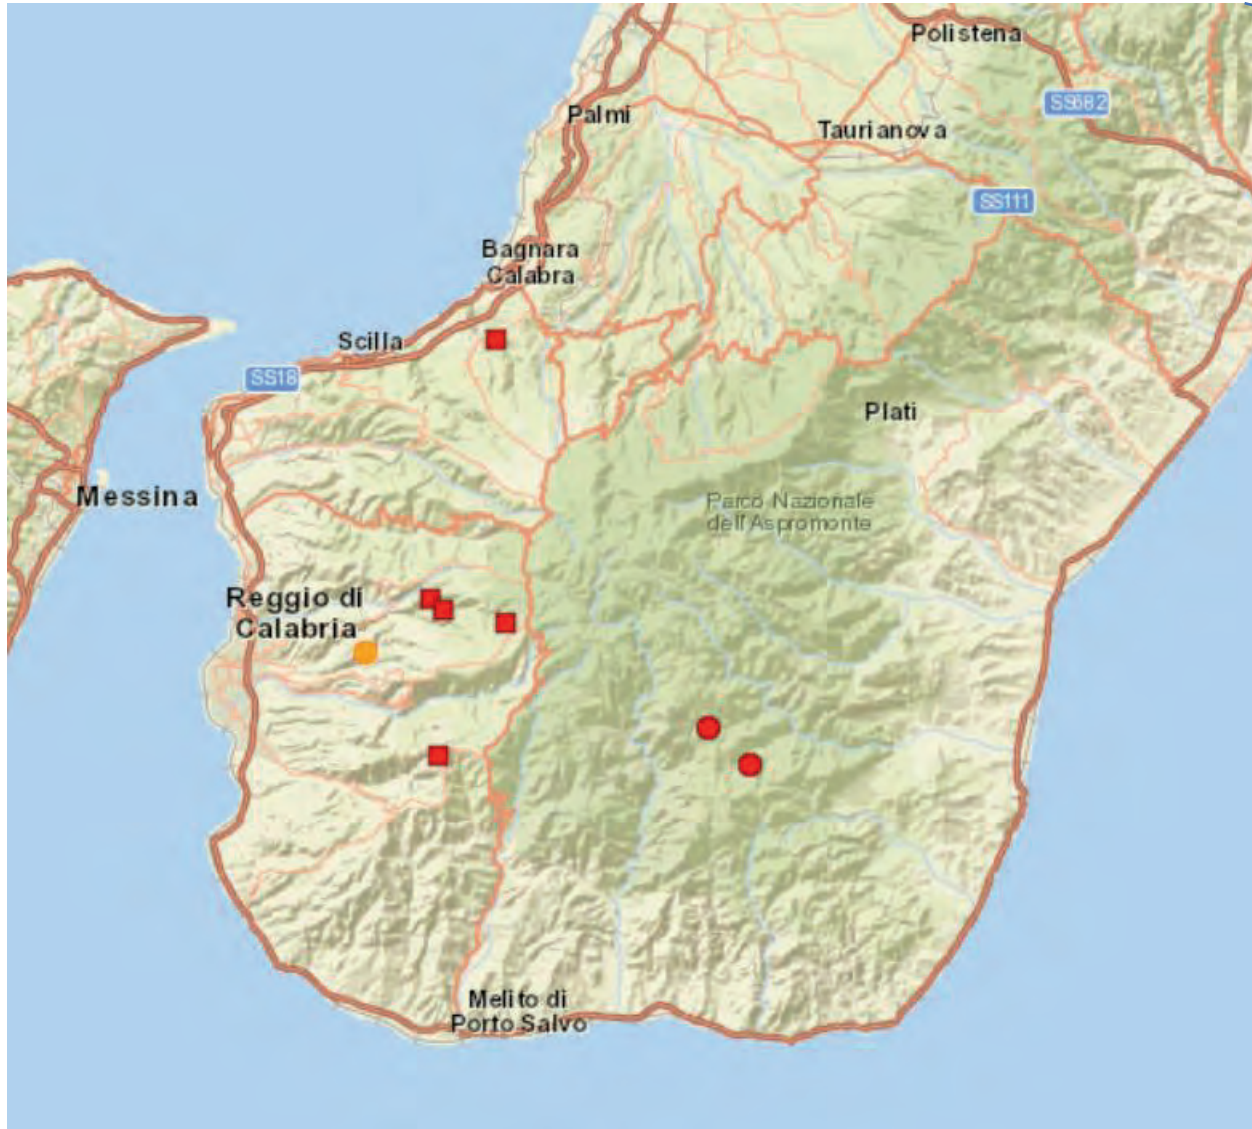 Polistena
SS682
Palmi
Taurianova
SS111
Bagnara
Calabra
Scilla
SS18
Plati
Messina
Parco Nazionale
dell'Aspromonte
Reggio di
Calabria
Melito di
Porto Salvo